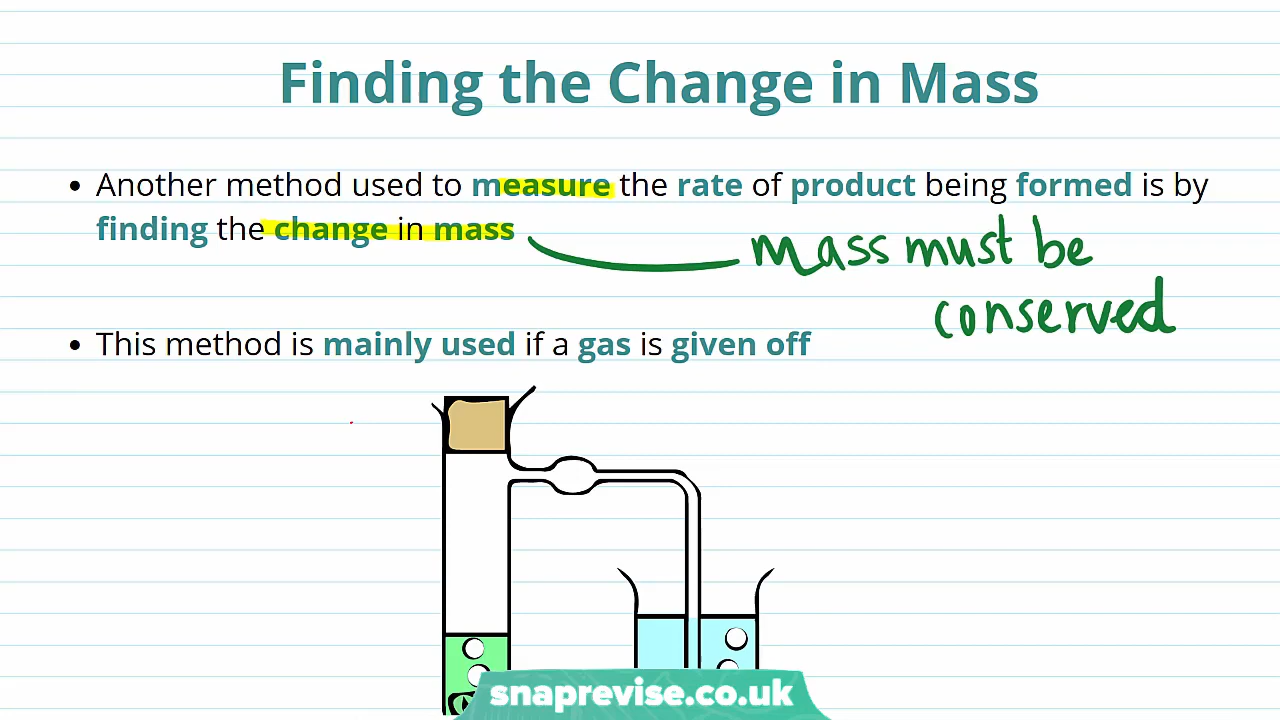 Finding the Change in Mass
• Another method used to measure the rate of product being formed is by
finding the change in mass
mass must be
conserved
• This method is mainly used if a gas is given off
snaprevise.co.uk